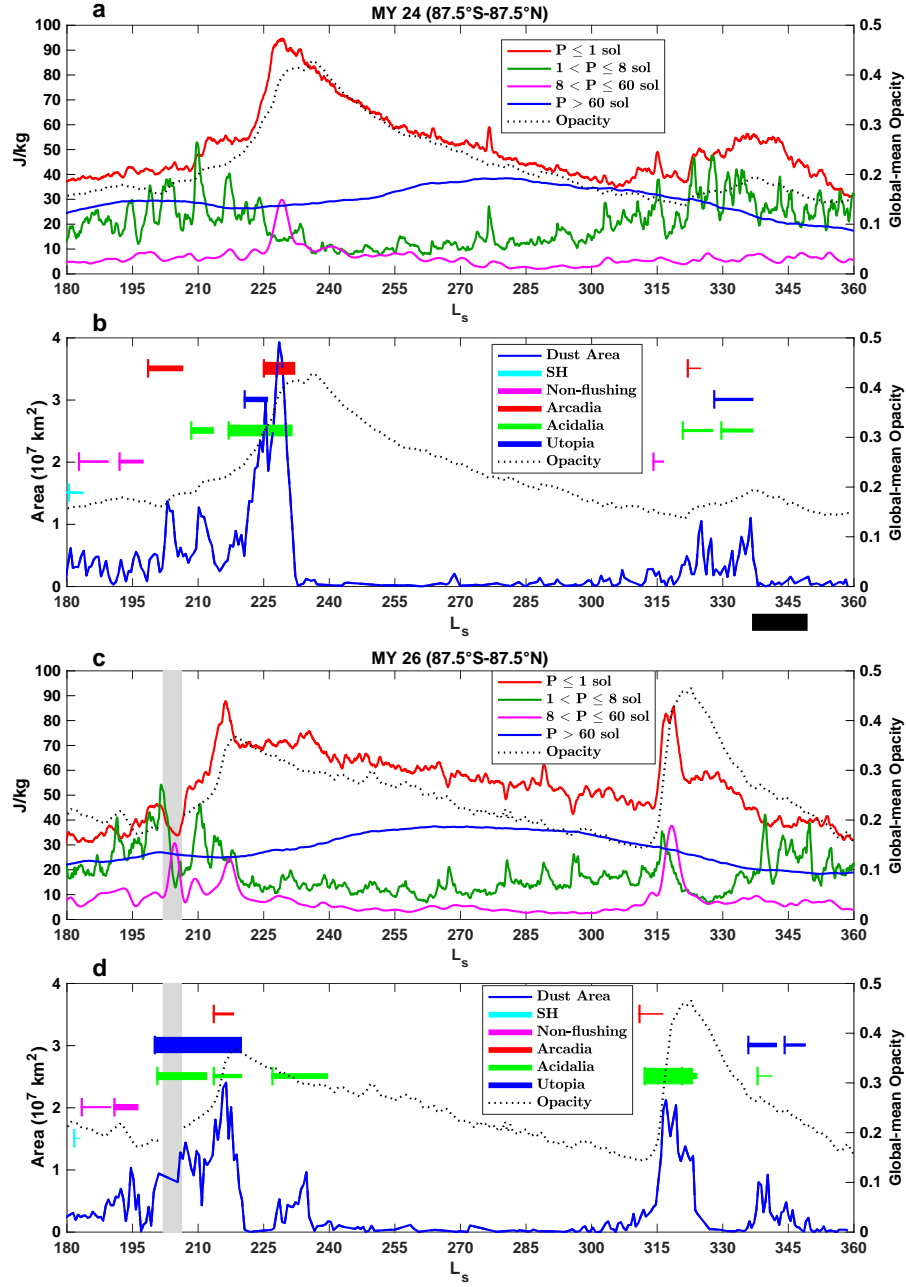 a
MY 24 (87.5°S-87.5°N)
100
90
80
70
60
50
40
30
20
10
0
J/kg
P ≤ 1 sol
1 < P ≤ 8 sol
8 < P ≤ 60 sol
P > 60 sol
Opacity
0.5
0.4
0.3
0.2
0.1
0
Global-mean Opacity
180 195 210 225 240 255 270 285 300 315 330 345 360
L_s
b
4
3
2
1
0
Area (10⁷ km²)
Dust Area
SH
Non-flushing
Arcadia
Acidalia
Utopia
Opacity
0.5
0.4
0.3
0.2
0.1
0
Global-mean Opacity
180 195 210 225 240 255 270 285 300 315 330 345 360
L_s
c
MY 26 (87.5°S-87.5°N)
100
90
80
70
60
50
40
30
20
10
0
J/kg
P ≤ 1 sol
1 < P ≤ 8 sol
8 < P ≤ 60 sol
P > 60 sol
Opacity
0.5
0.4
0.3
0.2
0.1
0
Global-mean Opacity
180 195 210 225 240 255 270 285 300 315 330 345 360
L_s
d
4
3
2
1
0
Area (10⁷ km²)
Dust Area
SH
Non-flushing
Arcadia
Acidalia
Utopia
Opacity
0.5
0.4
0.3
0.2
0.1
0
Global-mean Opacity
180 195 210 225 240 255 270 285 300 315 330 345 360
L_s